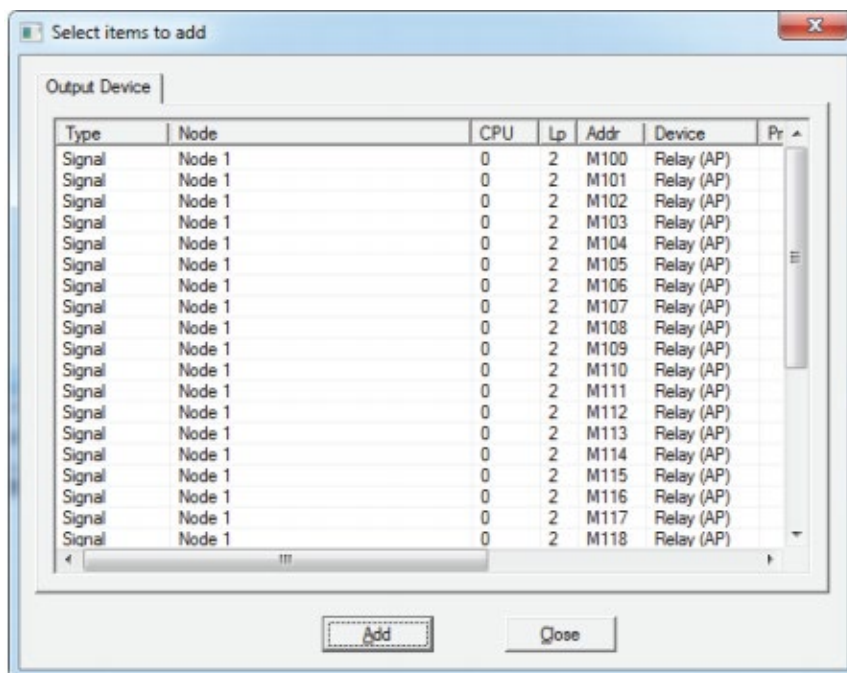 Select items to add
Output Device
Type Node CPU Lp Addr Device Pr
Signal Node 1 0 2 M100 Relay (AP)
Signal Node 1 0 2 M101 Relay (AP)
Signal Node 1 0 2 M102 Relay (AP)
Signal Node 1 0 2 M103 Relay (AP)
Signal Node 1 0 2 M104 Relay (AP)
Signal Node 1 0 2 M105 Relay (AP)
Signal Node 1 0 2 M106 Relay (AP)
Signal Node 1 0 2 M107 Relay (AP)
Signal Node 1 0 2 M108 Relay (AP)
Signal Node 1 0 2 M109 Relay (AP)
Signal Node 1 0 2 M110 Relay (AP)
Signal Node 1 0 2 M111 Relay (AP)
Signal Node 1 0 2 M112 Relay (AP)
Signal Node 1 0 2 M113 Relay (AP)
Signal Node 1 0 2 M114 Relay (AP)
Signal Node 1 0 2 M115 Relay (AP)
Signal Node 1 0 2 M116 Relay (AP)
Signal Node 1 0 2 M117 Relay (AP)
Signal Node 1 0 2 M118 Relay (AP)
Add Close